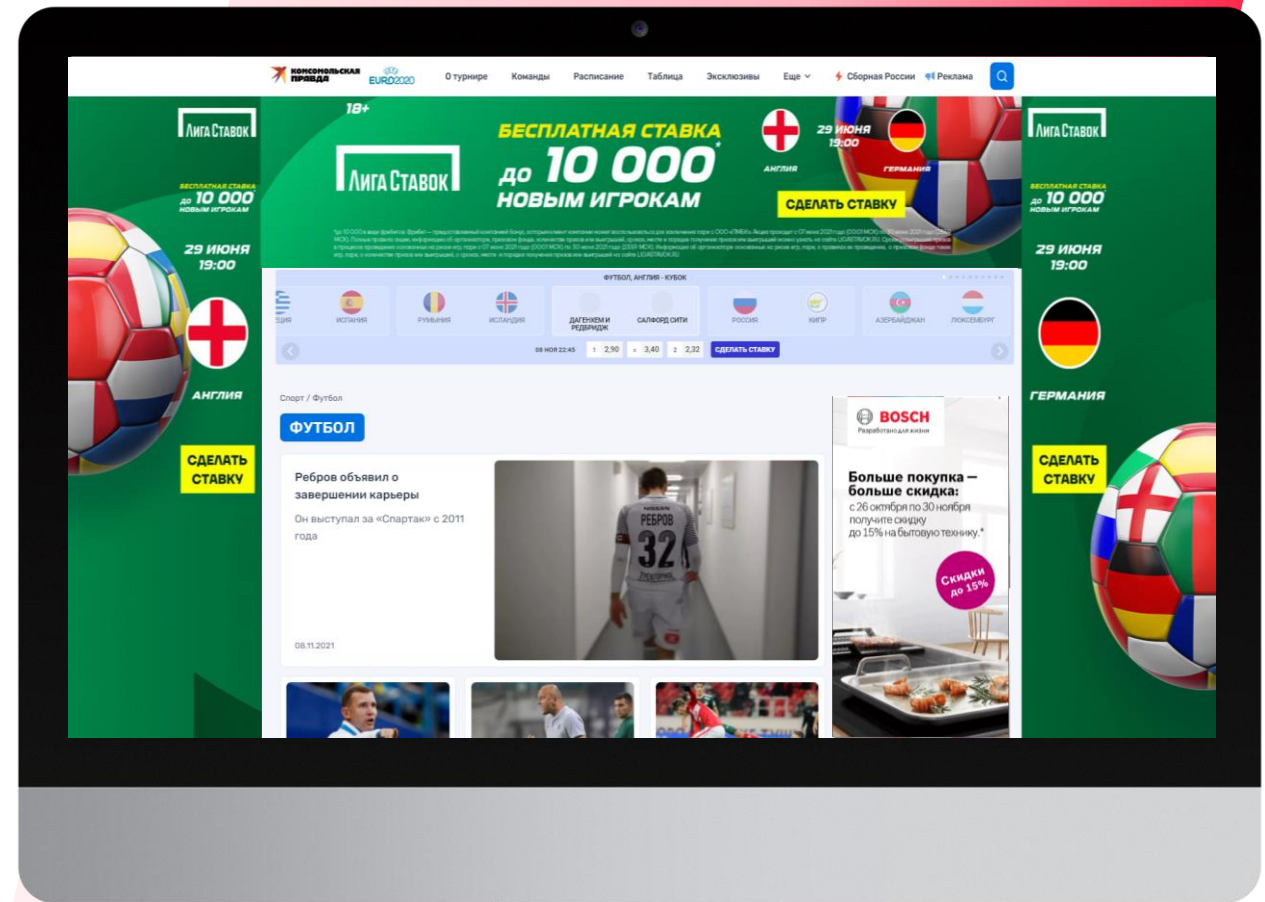 КОМСОМОЛЬСКАЯ
ПРАВДА
EURO2020
О турнире
Команды
Расписание
Таблица
Эксклюзивы
Еще
Сборная России
Реклама
ЛИГА СТАВОК
БЕСПЛАТНАЯ СТАВКА
ДО 10 000*
НОВЫМ ИГРОКАМ
29 ИЮНЯ
19:00
АНГЛИЯ
СДЕЛАТЬ
СТАВКУ
18+
ЛИГА СТАВОК
БЕСПЛАТНАЯ СТАВКА
ДО 10 000*
НОВЫМ ИГРОКАМ
29 ИЮНЯ
19:00
АНГЛИЯ
ГЕРМАНИЯ
СДЕЛАТЬ СТАВКУ
ЛИГА СТАВОК
БЕСПЛАТНАЯ СТАВКА
ДО 10 000*
НОВЫМ ИГРОКАМ
29 ИЮНЯ
19:00
ГЕРМАНИЯ
СДЕЛАТЬ
СТАВКУ
ФУТБОЛ, АНГЛИЯ - КУБОК
ЕЦИЯ
ИСПАНИЯ
РУМЫНИЯ
ИСЛАНДИЯ
ДАГЕНХЕМ И
РЕДБРИДЖ
САЛФОРД СИТИ
РОССИЯ
КИПР
АЗЕРБАЙДЖАН
ЛЮКСЕМБУРГ
08 НОЯ 22:45
1 2,90
x 3,40
2 2,32
СДЕЛАТЬ СТАВКУ
Спорт / Футбол
ФУТБОЛ
Ребров объявил о
завершении карьеры
Он выступал за «Спартак» с 2011
года
08.11.2021
NISSAN
РЕБРОВ
32
BOSCH
Разработано для жизни
Больше покупка —
больше скидка:
с 26 октября по 30 ноября
получите скидку
до 15% на бытовую технику.*
Скидки
до 15%